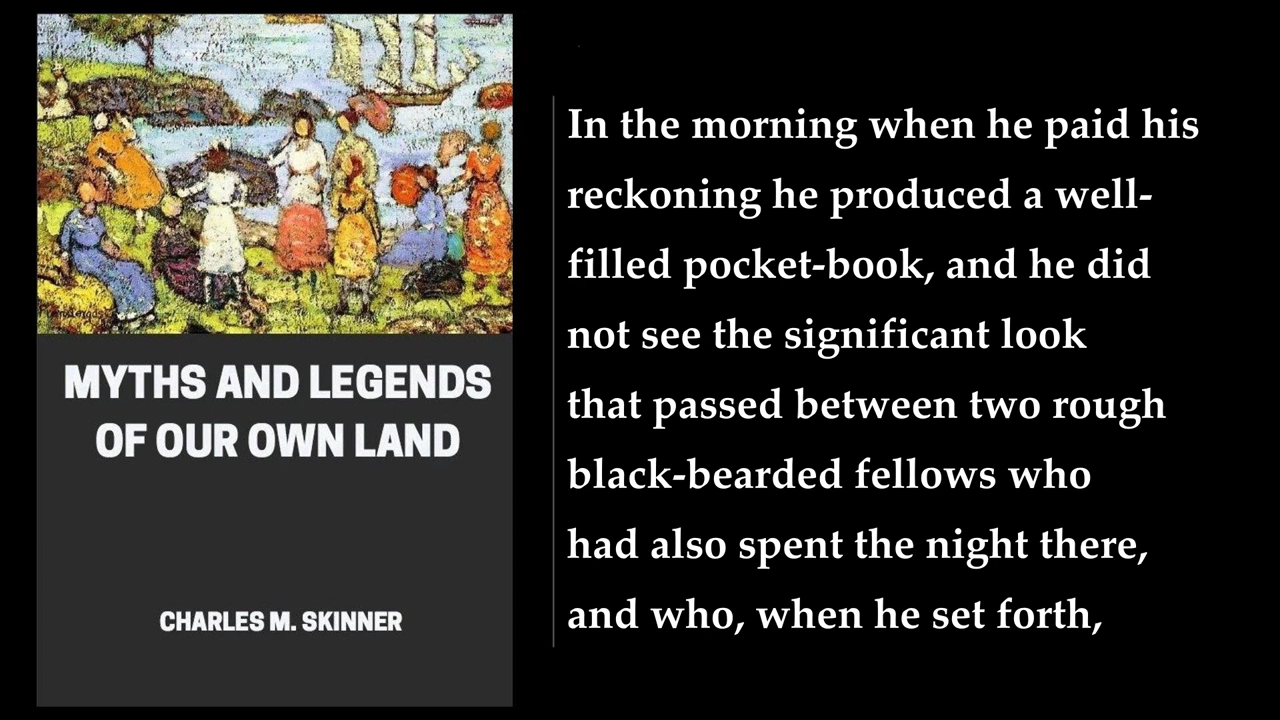 MYTHS AND LEGENDS
OF OUR OWN LAND
CHARLES M. SKINNER
In the morning when he paid his
reckoning he produced a well-
filled pocket-book, and he did
not see the significant look
that passed between two rough
black-bearded fellows who
had also spent the night there,
and who, when he set forth,